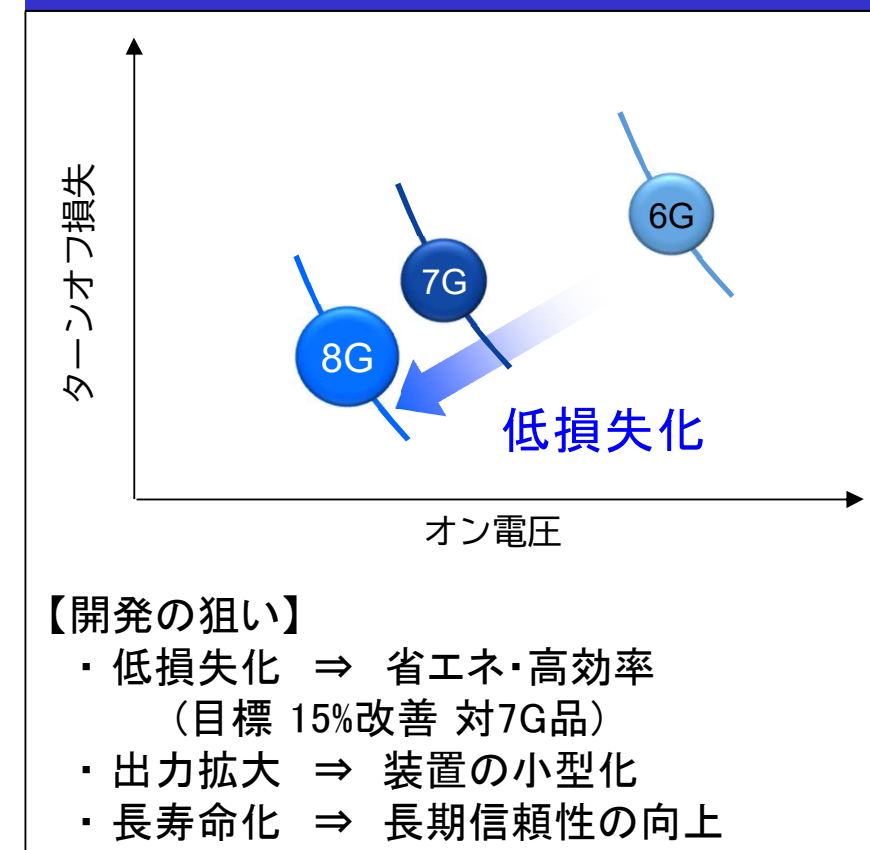 ターンオフ損失
6G
7G
8G
低損失化
オン電圧
【開発の狙い】
・低損失化 ⇒ 省エネ・高効率
（目標 15%改善 対7G品）
・出力拡大 ⇒ 装置の小型化
・長寿命化 ⇒ 長期信頼性の向上